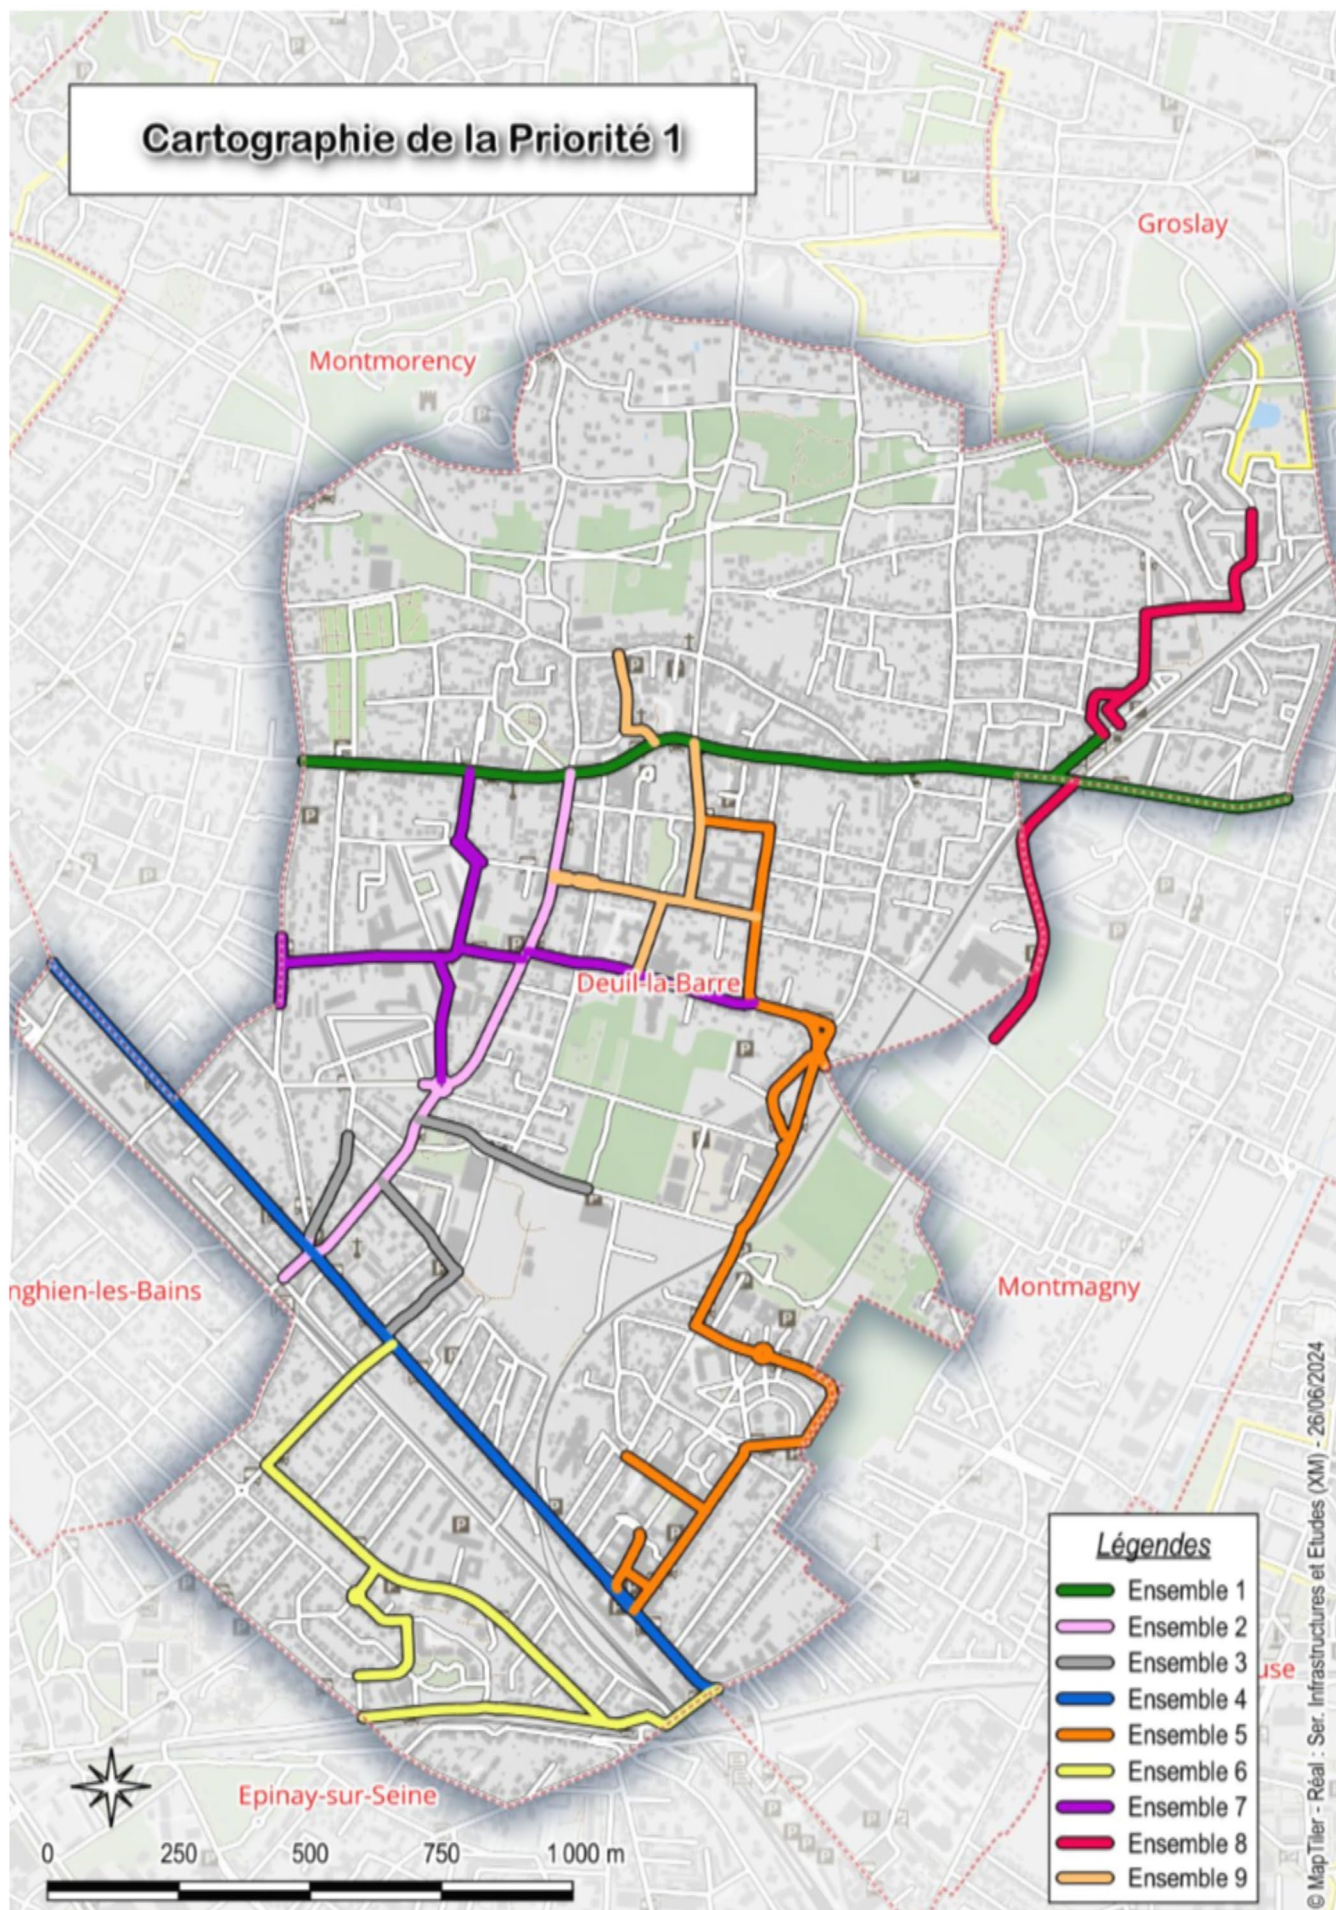 Cartographie de la Priorité 1
Groslay
Montmorency
Deuil-la-Barre
nghien-les-Bains
Montmagny
Epinay-sur-Seine
use
Légendes
Ensemble 1
Ensemble 2
Ensemble 3
Ensemble 4
Ensemble 5
Ensemble 6
Ensemble 7
Ensemble 8
Ensemble 9
0 250 500 750 1 000 m
© MapTiler - Réal : Ser. Infrastructures et Etudes (XM) - 26/06/2024